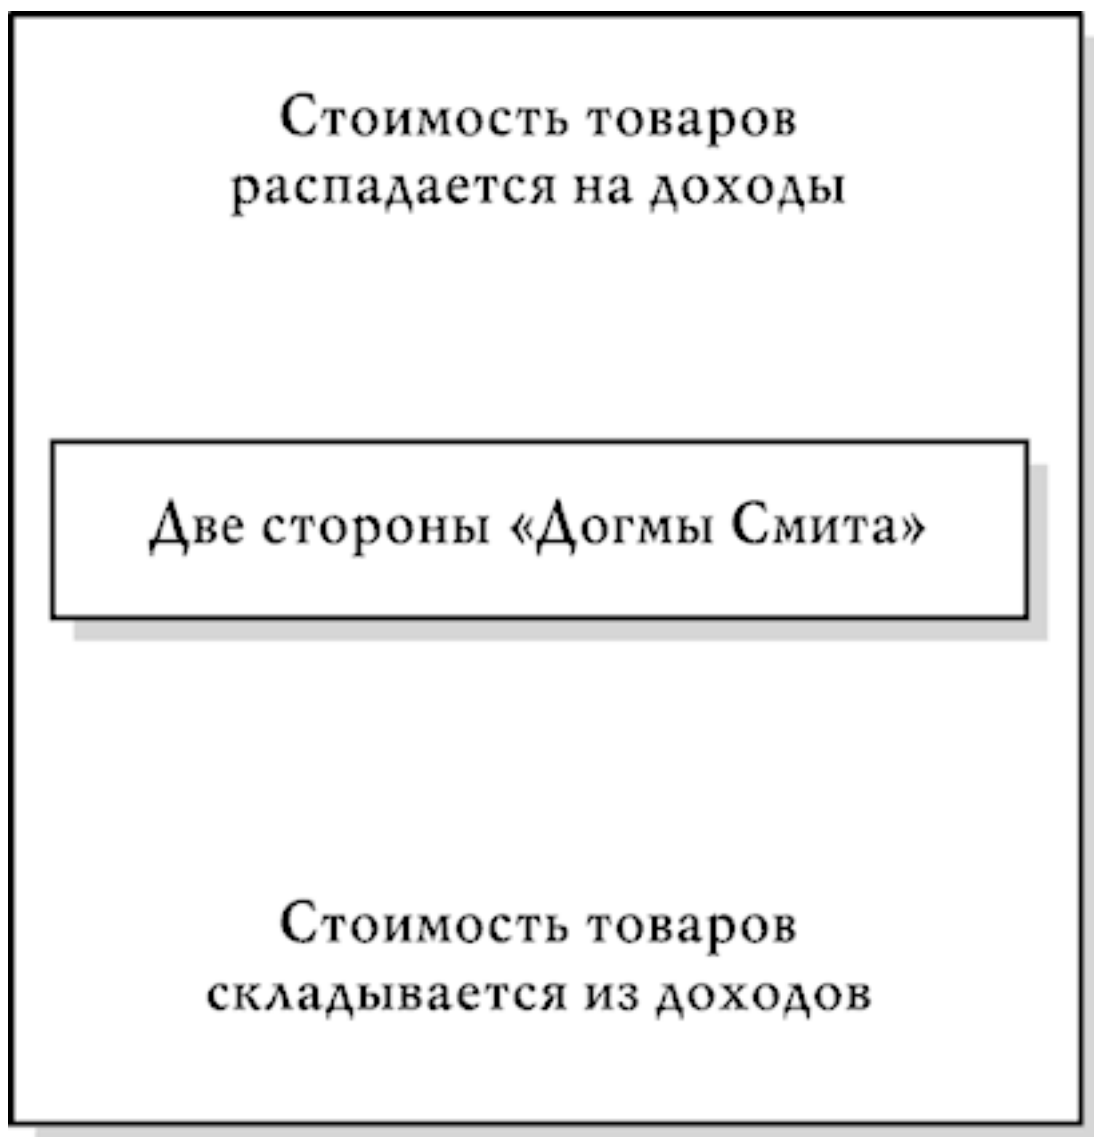 Стоимость товаров
распадается на доходы
Две стороны «Догмы Смита»
Стоимость товаров
складывается из доходов